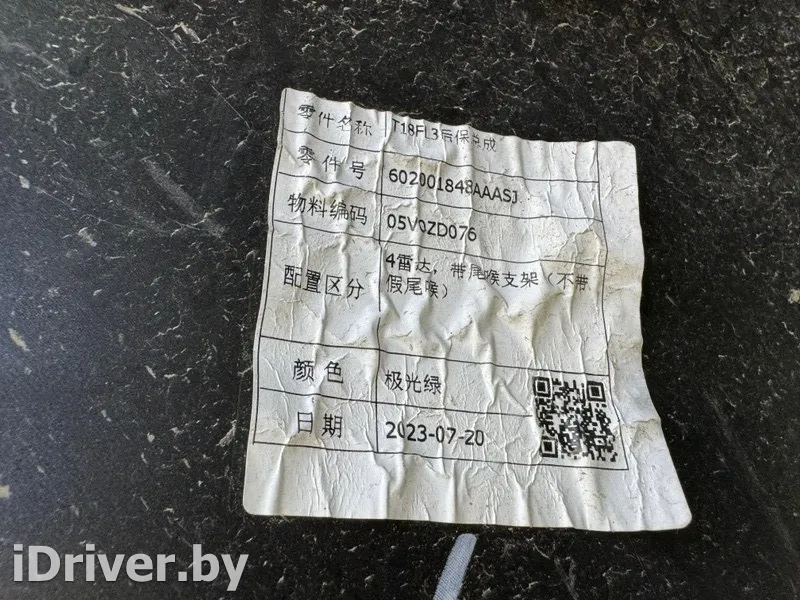 零件名称 T18FL3后保总成
零件号 602001848AAASJ
物料编码 05V0ZD076
配置区分 4雷达，带尾喉支架（不带
假尾喉）
颜色 极光绿
日期 2023-07-20
iDriver.by